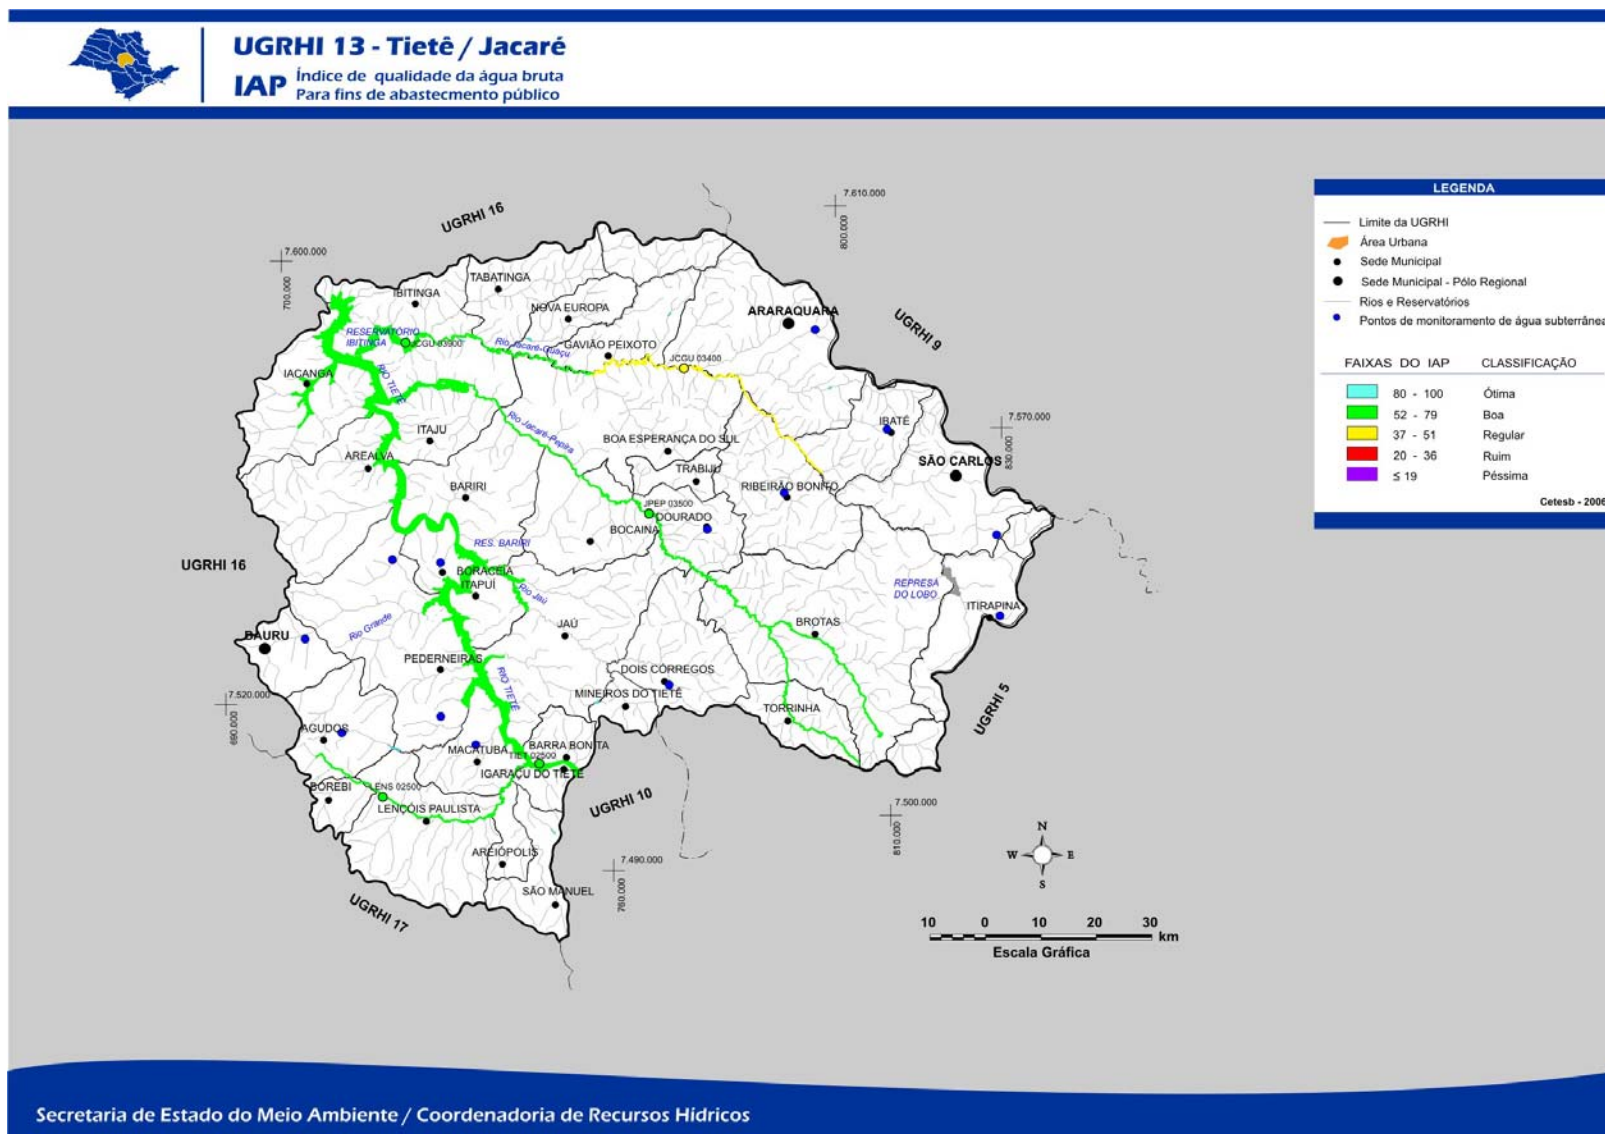 UGRHI 13 - Tietê / Jacaré
IAP Índice de qualidade da água bruta
Para fins de abastecmento público
UGRHI 16
7.610.000
800.000
7.600.000
700.000
TABATINGA
IBITINGA
NOVA EUROPA
ARARAQUARA
UGRHI 9
RESERVATÓRIO
IBITINGA
JCGU 03900
Rio Jacaré-Guaçu
GAVIÃO PEIXOTO
JCGU 03400
IACANGA
RIO TIETÊ
7.570.000
830.000
IBATÉ
Rio Jacaré-Pepira
ITAJU
BOA ESPERANÇA DO SUL
AREALVA
TRABIJU
SÃO CARLOS
BARIRI
RIBEIRÃO BONITO
JPEP 03500
DOURADO
BOCAINA
RES. BARIRI
UGRHI 16
BORACEIA
ITAPUÍ
Rio Jaú
REPRESA
DO LOBO
ITIRAPINA
Rio Grande
JAÚ
BROTAS
BAURU
PEDERNEIRAS
DOIS CÓRREGOS
RIO TIETÊ
MINEIROS DO TIETÊ
7.520.000
690.000
TORRINHA
UGRHI 5
AGUDOS
MACATUBA
BARRA BONITA
TIET 02500
IGARAÇU DO TIETÊ
BOREBI
LENS 02500
LENÇÓIS PAULISTA
UGRHI 10
7.500.000
810.000
AREIÓPOLIS
7.490.000
760.000
SÃO MANUEL
UGRHI 17
N
W E
S
10 0 10 20 30 km
Escala Gráfica
LEGENDA
Limite da UGRHI
Área Urbana
Sede Municipal
Sede Municipal - Pólo Regional
Rios e Reservatórios
Pontos de monitoramento de água subterrânea
FAIXAS DO IAP CLASSIFICAÇÃO
80 - 100 Ótima
52 - 79 Boa
37 - 51 Regular
20 - 36 Ruim
≤ 19 Péssima
Cetesb - 2006
Secretaria de Estado do Meio Ambiente / Coordenadoria de Recursos Hídricos